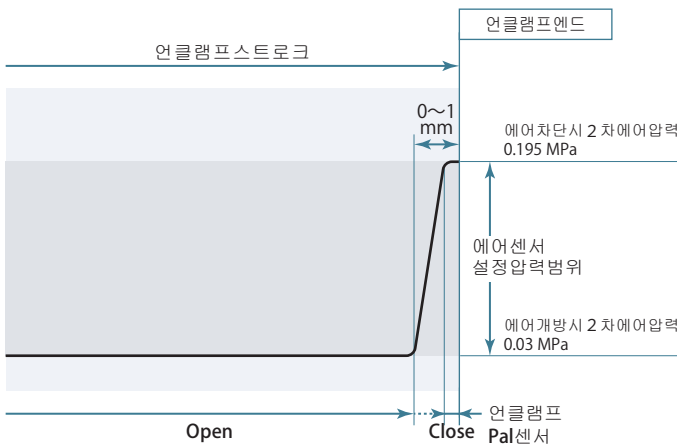 언클램프엔드
언클램프스트로크
0～1
mm
에어차단시 2 차에어압력
0.195 MPa
에어센서
설정압력범위
에어개방시 2 차에어압력
0.03 MPa
Open
Close
언클램프
Pal센서